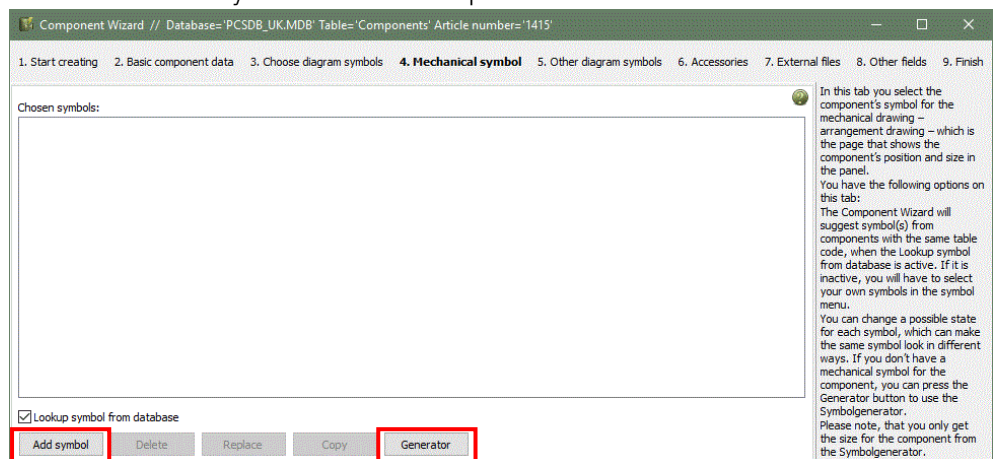 Component Wizard // Database='PCSDB_UK.MDB' Table='Components' Article number='1415'
1. Start creating 2. Basic component data 3. Choose diagram symbols 4. Mechanical symbol 5. Other diagram symbols 6. Accessories 7. External files 8. Other fields 9. Finish
Chosen symbols:
In this tab you select the
component's symbol for the
mechanical drawing –
arrangement drawing – which is
the page that shows the
component's position and size in
the panel.
You have the following options on
this tab:
The Component Wizard will
suggest symbol(s) from
components with the same table
code, when the Lookup symbol
from database is active. If it is
inactive, you will have to select
your own symbols in the symbol
menu.
You can change a possible state
for each symbol, which can make
the same symbol look in different
ways. If you don't have a
mechanical symbol for the
component, you can press the
Generator button to use the
Symbolgenerator.
Please note, that you only get
the size for the component from
the Symbolgenerator.
Lookup symbol from database
Add symbol Delete Replace Copy Generator